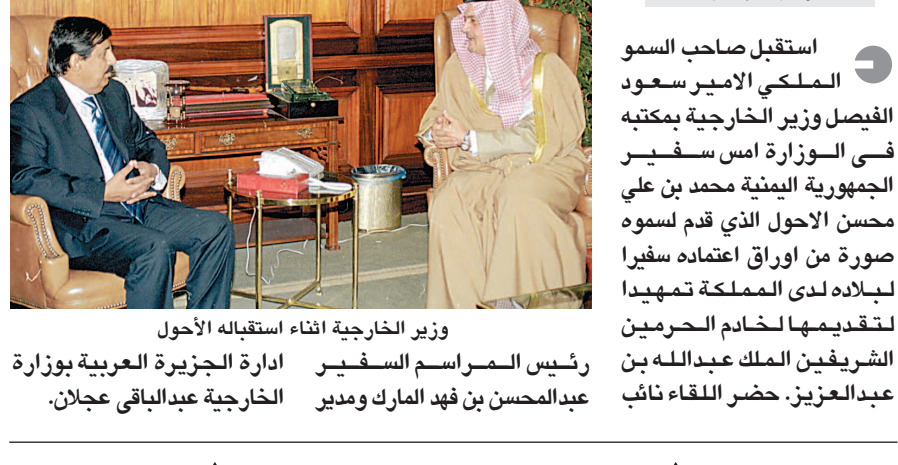 استقبل صاحب السمو
الملكي الامير سعود
الفيصل وزير الخارجية بمكتبه
فى الوزارة امس سفير
الجمهورية اليمنية محمد بن علي
محسن الاحول الذي قدم لسموه
صورة من اوراق اعتماده سفيرا
لبلاده لدى المملكة تمهيدا
لتقديمها لخادم الحرمين
الشريفين الملك عبدالله بن
عبدالعزيز. حضر اللقاء نائب
وزير الخارجية اثناء استقباله الأحول
رئيس المراسم السفير
عبدالمحسن بن فهد المارك ومدير
ادارة الجزيرة العربية بوزارة
الخارجية عبدالباقى عجلان.